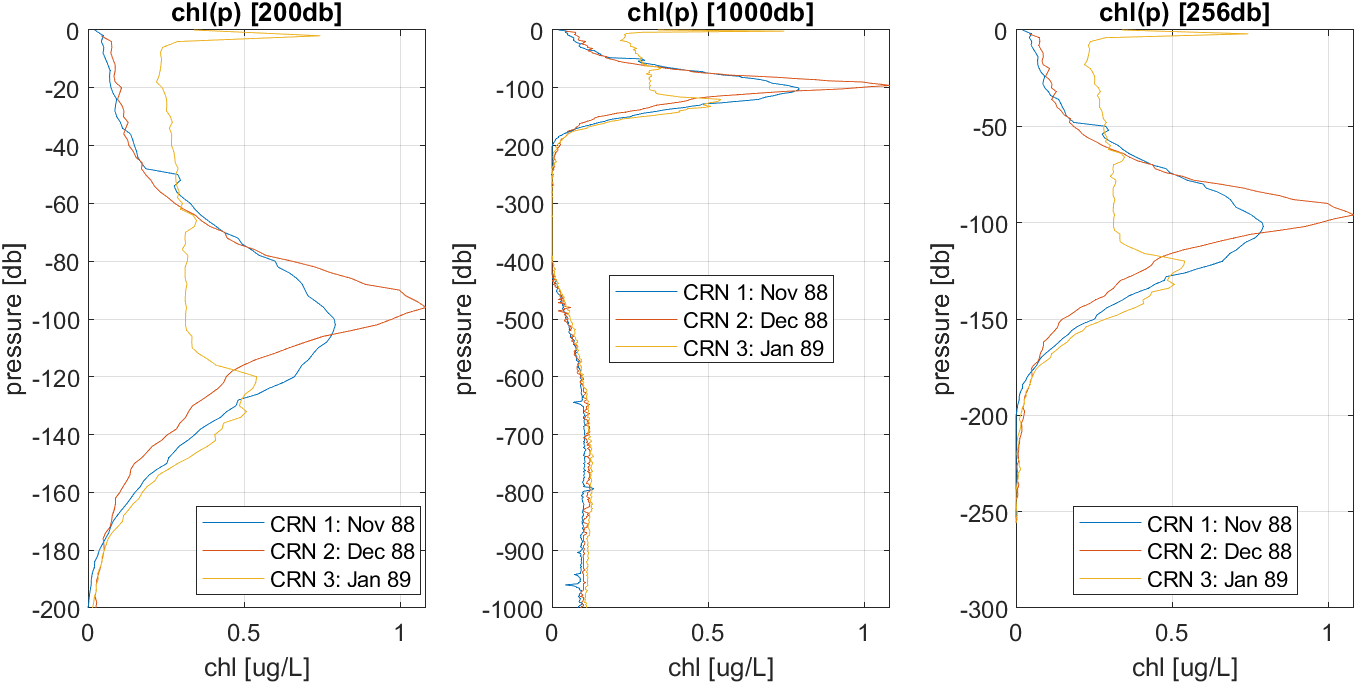 chl(p) [200db]
0
-20
-40
-60
-80
-100
-120
-140
-160
-180
-200
0
0.5
1
pressure [db]
chl [ug/L]
CRN 1: Nov 88
CRN 2: Dec 88
CRN 3: Jan 89
chl(p) [1000db]
0
-100
-200
-300
-400
-500
-600
-700
-800
-900
-1000
0
0.5
1
pressure [db]
chl [ug/L]
CRN 1: Nov 88
CRN 2: Dec 88
CRN 3: Jan 89
chl(p) [256db]
0
-50
-100
-150
-200
-250
-300
0
0.5
1
pressure [db]
chl [ug/L]
CRN 1: Nov 88
CRN 2: Dec 88
CRN 3: Jan 89